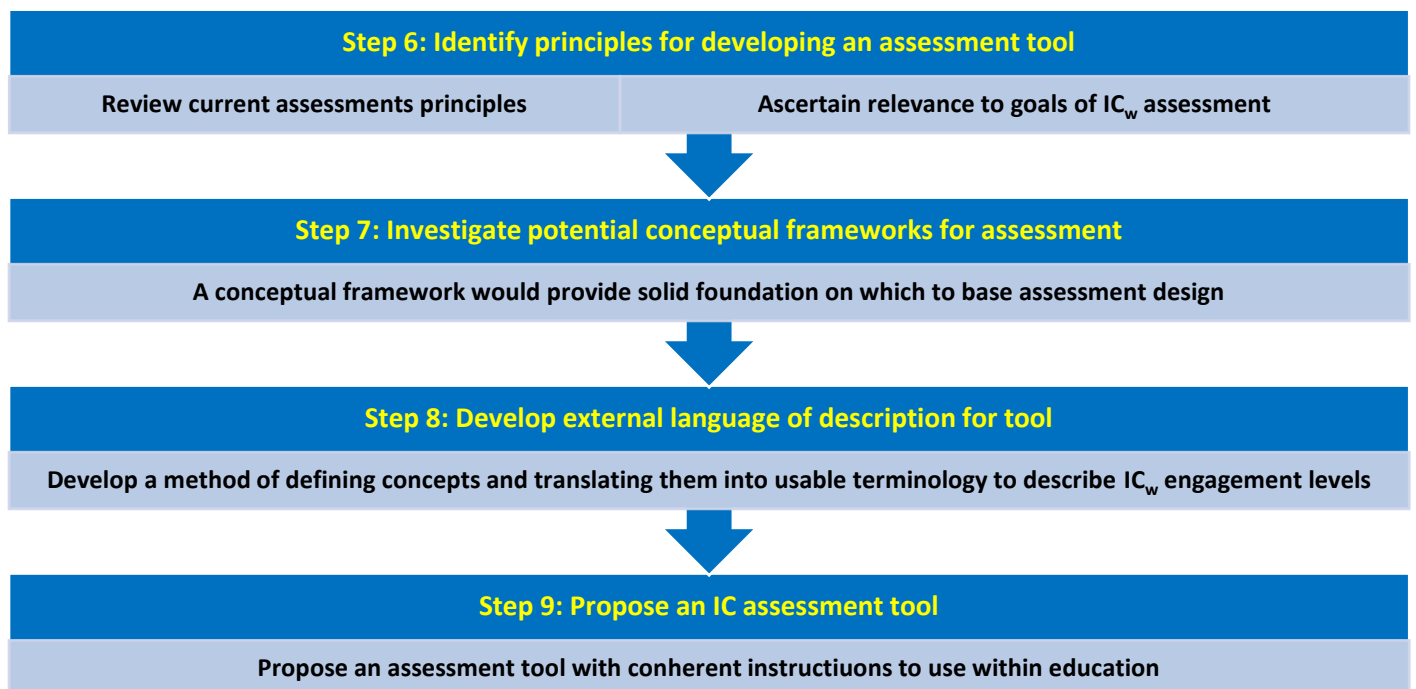 Step 6: Identify principles for developing an assessment tool
Review current assessments principles
Ascertain relevance to goals of ICw assessment
Step 7: Investigate potential conceptual frameworks for assessment
A conceptual framework would provide solid foundation on which to base assessment design
Step 8: Develop external language of description for tool
Develop a method of defining concepts and translating them into usable terminology to describe ICw engagement levels
Step 9: Propose an IC assessment tool
Propose an assessment tool with conherent instructiuons to use within education